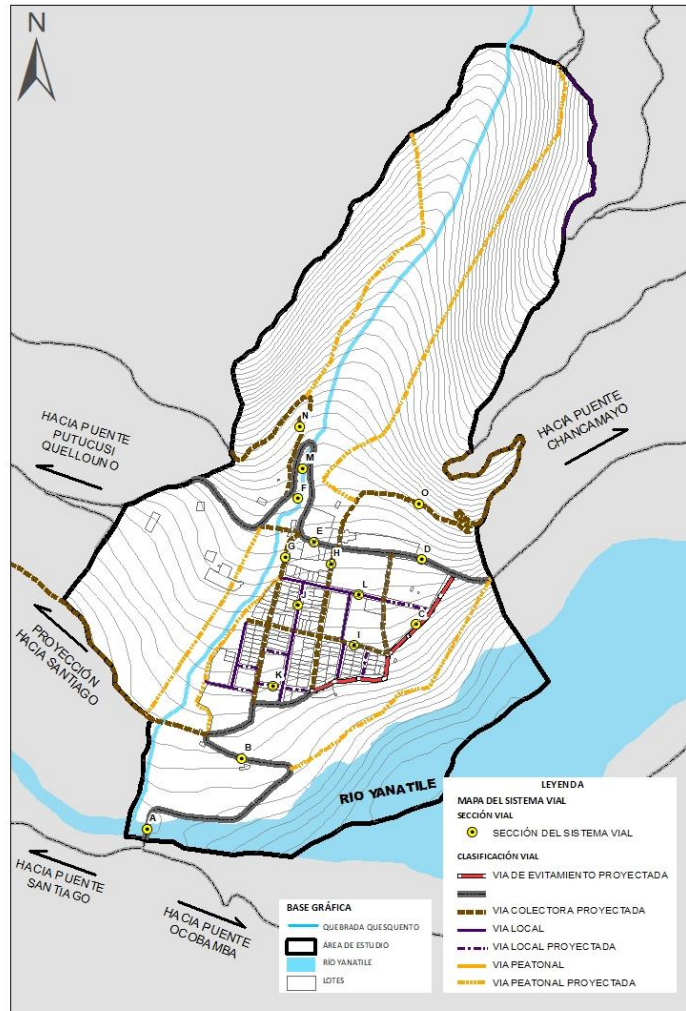 N
HACIA PUENTE
PUTUCUSI
QUELLOUNO
HACIA PUENTE
CHANCAMAYO
N
M
F
O
E
G
H
D
L
J
C
I
K
B
A
PROYECCIÓN
HACIA SANTIAGO
RIO YANATILE
HACIA PUENTE
SANTIAGO
HACIA PUENTE
OCOBAMBA
BASE GRÁFICA
QUEBRADA QUESQUENTO
ÁREA DE ESTUDIO
RÍO YANATILE
LOTES
LEYENDA
MAPA DEL SISTEMA VIAL
SECCIÓN VIAL
SECCIÓN DEL SISTEMA VIAL
CLASIFICACIÓN VIAL
VIA DE EVITAMIENTO PROYECTADA
VIA COLECTORA PROYECTADA
VIA LOCAL
VIA LOCAL PROYECTADA
VIA PEATONAL
VIA PEATONAL PROYECTADA